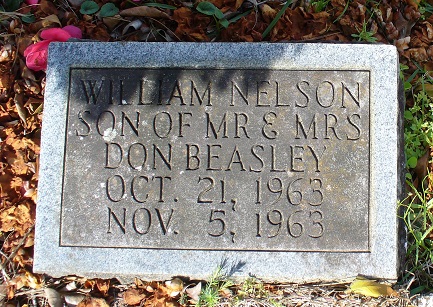 WILLIAM NELSON
SON OF MR & MRS
DON BEASLEY
OCT. 21, 1963
NOV. 5, 1963